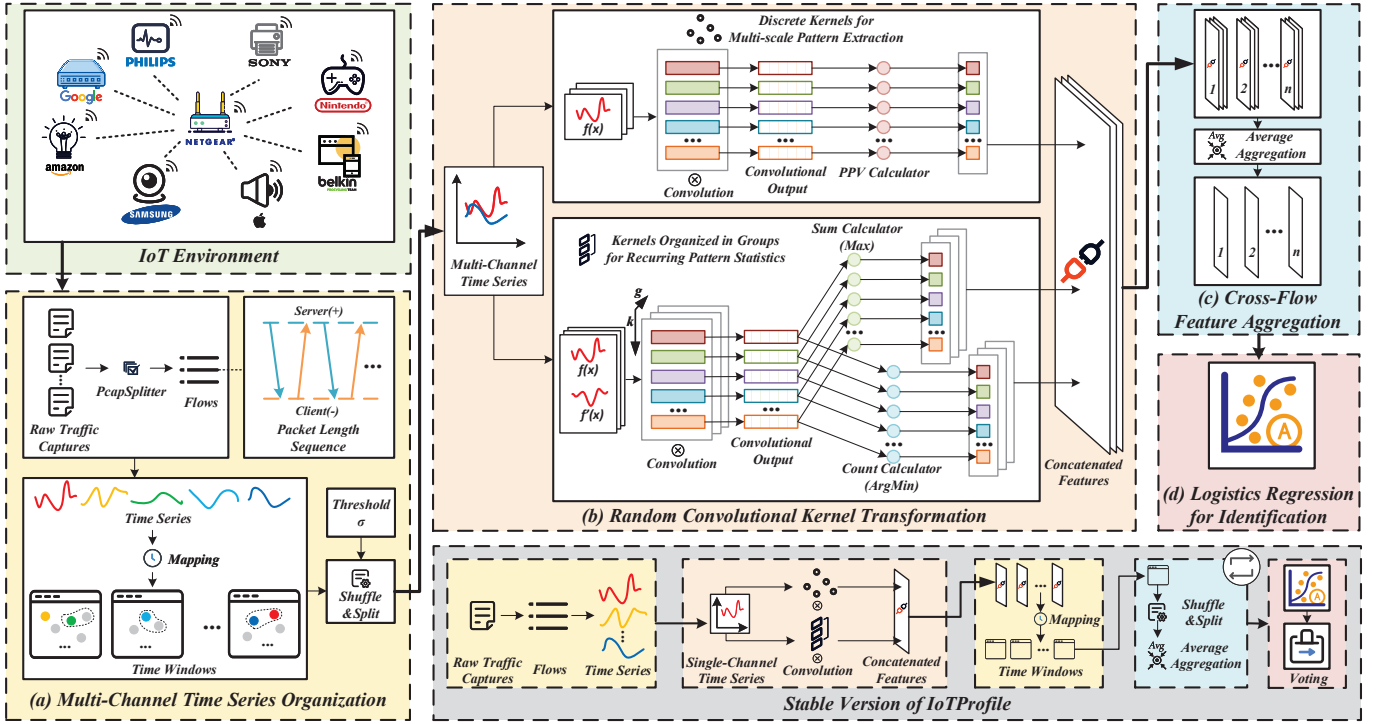 PHILIPS
SONY
Google
Nintendo
NETGEAR
amazon
belkin
SAMSUNG
IoT Environment
Raw Traffic
Captures
PcapSplitter
Flows
Server(+)
Client(-)
Packet Length
Sequence
...
Time Series
Mapping
...
...
...
...
Time Windows
Threshold
σ
Shuffle
&Split
(a) Multi-Channel Time Series Organization
Multi-Channel
Time Series
Discrete Kernels for
Multi-scale Pattern Extraction
f(x)
...
...
...
...
Convolution
Convolutional
Output
PPV Calculator
Kernels Organized in Groups
for Recurring Pattern Statistics
Sum Calculator
(Max)
g
k
f(x)
f'(x)
...
...
...
...
...
...
Convolution
Convolutional
Output
Count Calculator
(ArgMin)
Concatenated
Features
(b) Random Convolutional Kernel Transformation
1
2
...
n
Avg
Average
Aggregation
1
2
...
n
(c) Cross-Flow
Feature Aggregation
A
(d) Logistics Regression
for Identification
Raw Traffic
Captures
Flows
Time Series
Single-Channel
Time Series
Convolution
Concatenated
Features
...
Mapping
...
Time Windows
Shuffle
&Split
Avg
Average
Aggregation
A
Voting
Stable Version of IoTProfile